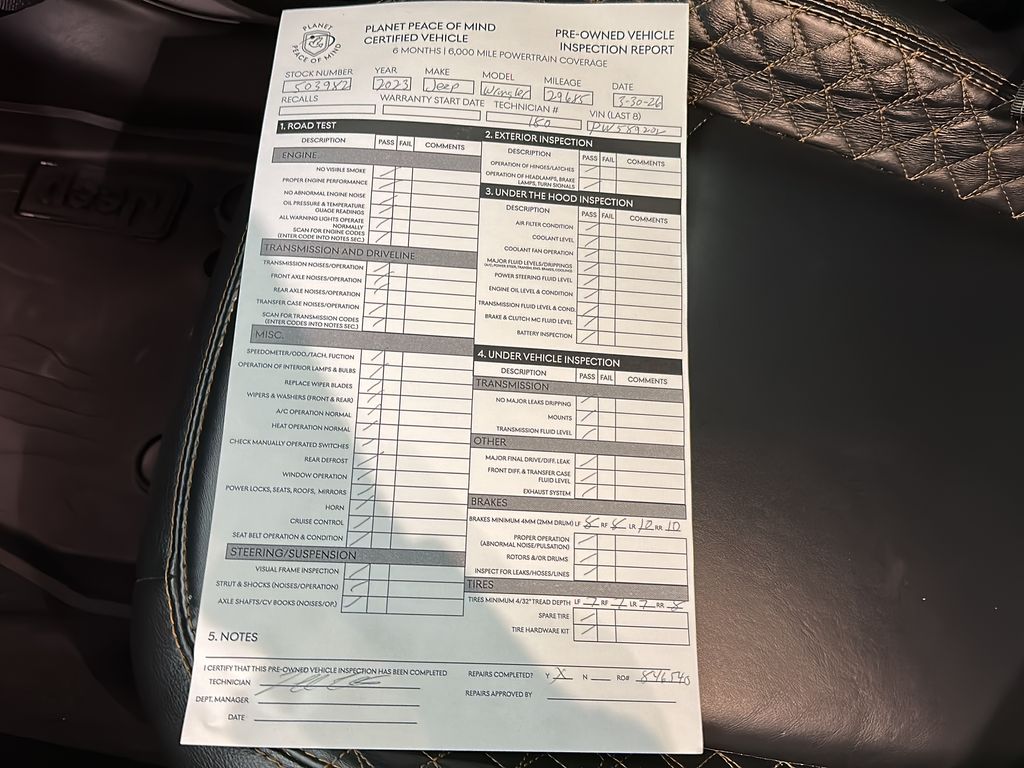 PLANET
PEACE OF MIND
PLANET PEACE OF MIND
CERTIFIED VEHICLE
6 MONTHS | 6,000 MILE POWERTRAIN COVERAGE
PRE-OWNED VEHICLE
INSPECTION REPORT
STOCK NUMBER YEAR MAKE MODEL MILEAGE DATE
503982 2023 Jeep Wrangler 29685 3-30-26
RECALLS WARRANTY START DATE TECHNICIAN # VIN (LAST 8)
180
1. ROAD TEST
DESCRIPTION PASS FAIL COMMENTS
ENGINE
NO VISIBLE SMOKE
PROPER ENGINE PERFORMANCE
NO ABNORMAL ENGINE NOISE
OIL PRESSURE & TEMPERATURE
GUAGE READINGS
ALL WARNING LIGHTS OPERATE
NORMALLY
SCAN FOR ENGINE CODES
(ENTER CODE INTO NOTES SEC.)
TRANSMISSION AND DRIVELINE
TRANSMISSION NOISES/OPERATION
FRONT AXLE NOISES/OPERATION
REAR AXLE NOISES/OPERATION
TRANSFER CASE NOISES/OPERATION
SCAN FOR TRANSMISSION CODES
(ENTER CODES INTO NOTES SEC.)
MISC.
SPEEDOMETER/ODO./TACH. FUCTION
OPERATION OF INTERIOR LAMPS & BULBS
REPLACE WIPER BLADES
WIPERS & WASHERS (FRONT & REAR)
A/C OPERATION NORMAL
HEAT OPERATION NORMAL
CHECK MANUALLY OPERATED SWITCHES
REAR DEFROST
WINDOW OPERATION
POWER LOCKS, SEATS, ROOFS, MIRRORS
HORN
CRUISE CONTROL
SEAT BELT OPERATION & CONDITION
STEERING/SUSPENSION
VISUAL FRAME INSPECTION
STRUT & SHOCKS (NOISES/OPERATION)
AXLE SHAFTS/CV BOOKS (NOISES/OP.)
2. EXTERIOR INSPECTION
DESCRIPTION PASS FAIL COMMENTS
OPERATION OF HINGES/LATCHES
OPERATION OF HEADLAMPS, BRAKE
LAMPS, TURN SIGNALS
3. UNDER THE HOOD INSPECTION
DESCRIPTION PASS FAIL COMMENTS
AIR FILTER CONDITION
COOLANT LEVEL
COOLANT FAN OPERATION
MAJOR FLUID LEVELS/DRIPPINGS
POWER STEERING FLUID LEVEL
ENGINE OIL LEVEL & CONDITION
TRANSMISSION FLUID LEVEL & COND.
BRAKE & CLUTCH MC FLUID LEVEL
BATTERY INSPECTION
4. UNDER VEHICLE INSPECTION
DESCRIPTION PASS FAIL COMMENTS
TRANSMISSION
NO MAJOR LEAKS DRIPPING
MOUNTS
TRANSMISSION FLUID LEVEL
OTHER
MAJOR FINAL DRIVE/DIFF. LEAK
FRONT DIFF. & TRANSFER CASE
FLUID LEVEL
EXHAUST SYSTEM
BRAKES
BRAKES MINIMUM 4MM (2MM DRUM) LF RF LR 12 RR 10
PROPER OPERATION
(ABNORMAL NOISE/PULSATION)
ROTORS &/OR DRUMS
INSPECT FOR LEAKS/HOSES/LINES
TIRES
TIRES MINIMUM 4/32" TREAD DEPTH LF 7 RF LR 7 RR
SPARE TIRE
TIRE HARDWARE KIT
5. NOTES
I CERTIFY THAT THIS PRE-OWNED VEHICLE INSPECTION HAS BEEN COMPLETED
TECHNICIAN
DEPT. MANAGER
DATE
REPAIRS COMPLETED? Y X N RO# 846540
REPAIRS APPROVED BY
Jeep